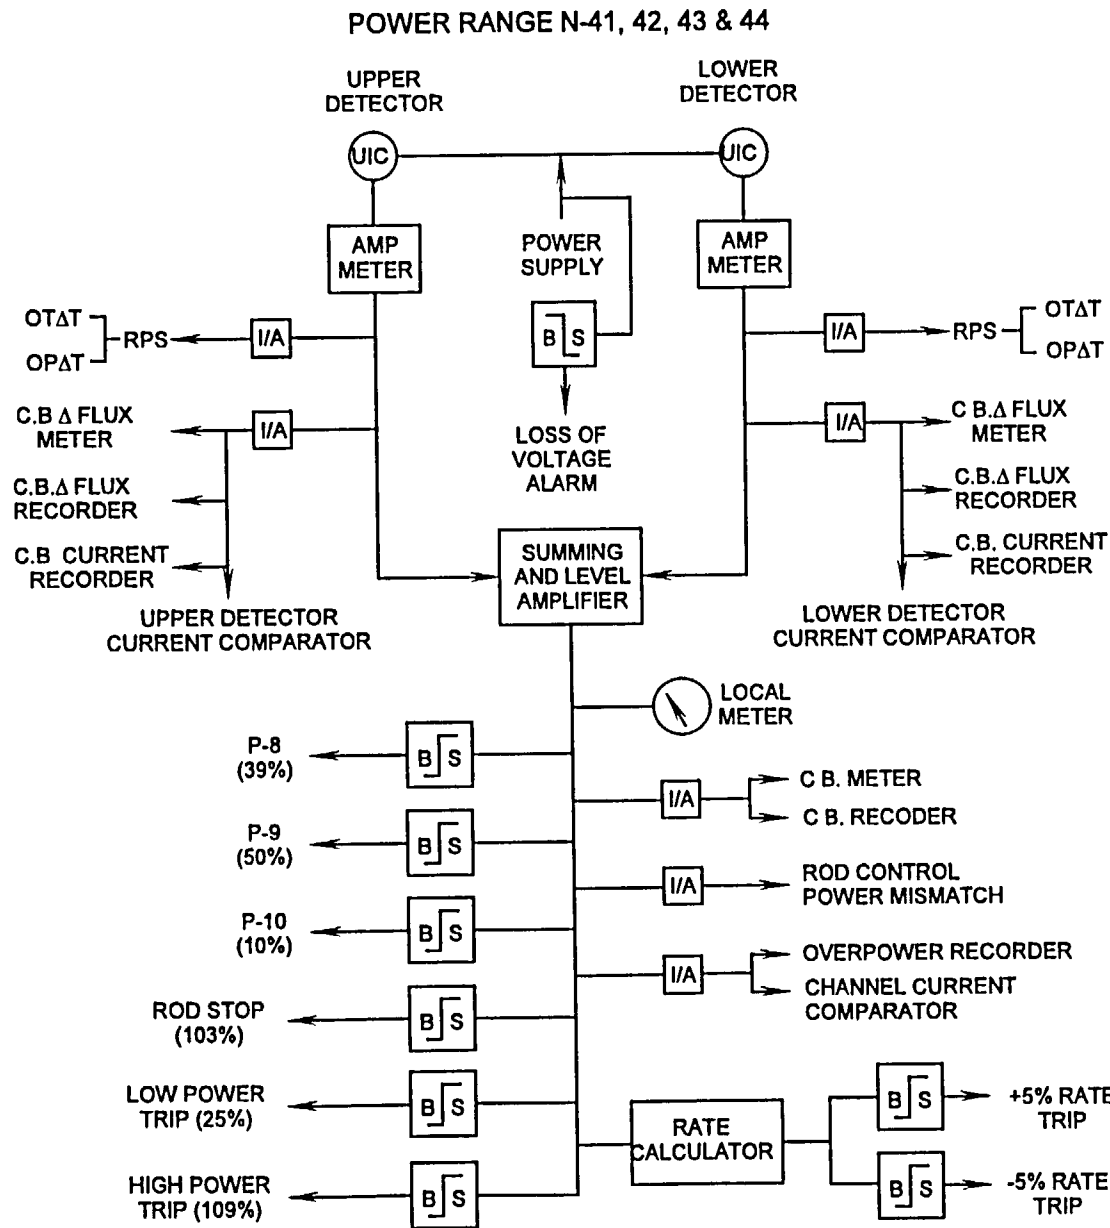 POWER RANGE N-41, 42, 43 & 44
UPPER
DETECTOR
LOWER
DETECTOR
UIC
UIC
AMP
METER
POWER
SUPPLY
AMP
METER
OTΔT
OPΔT
RPS
I/A
B S
I/A
RPS
OTΔT
OPΔT
C.B Δ FLUX
METER
I/A
LOSS OF
VOLTAGE
ALARM
I/A
C B.Δ FLUX
METER
C.B.Δ FLUX
RECORDER
C.B.Δ FLUX
RECORDER
C.B CURRENT
RECORDER
SUMMING
AND LEVEL
AMPLIFIER
C.B. CURRENT
RECORDER
UPPER DETECTOR
CURRENT COMPARATOR
LOWER DETECTOR
CURRENT COMPARATOR
LOCAL
METER
P-8
(39%)
B S
I/A
C B. METER
C B. RECODER
P-9
(50%)
B S
I/A
ROD CONTROL
POWER MISMATCH
P-10
(10%)
B S
I/A
OVERPOWER RECORDER
CHANNEL CURRENT
COMPARATOR
ROD STOP
(103%)
B S
LOW POWER
TRIP (25%)
B S
RATE
CALCULATOR
B S
+5% RATE
TRIP
HIGH POWER
TRIP (109%)
B S
B S
-5% RATE
TRIP